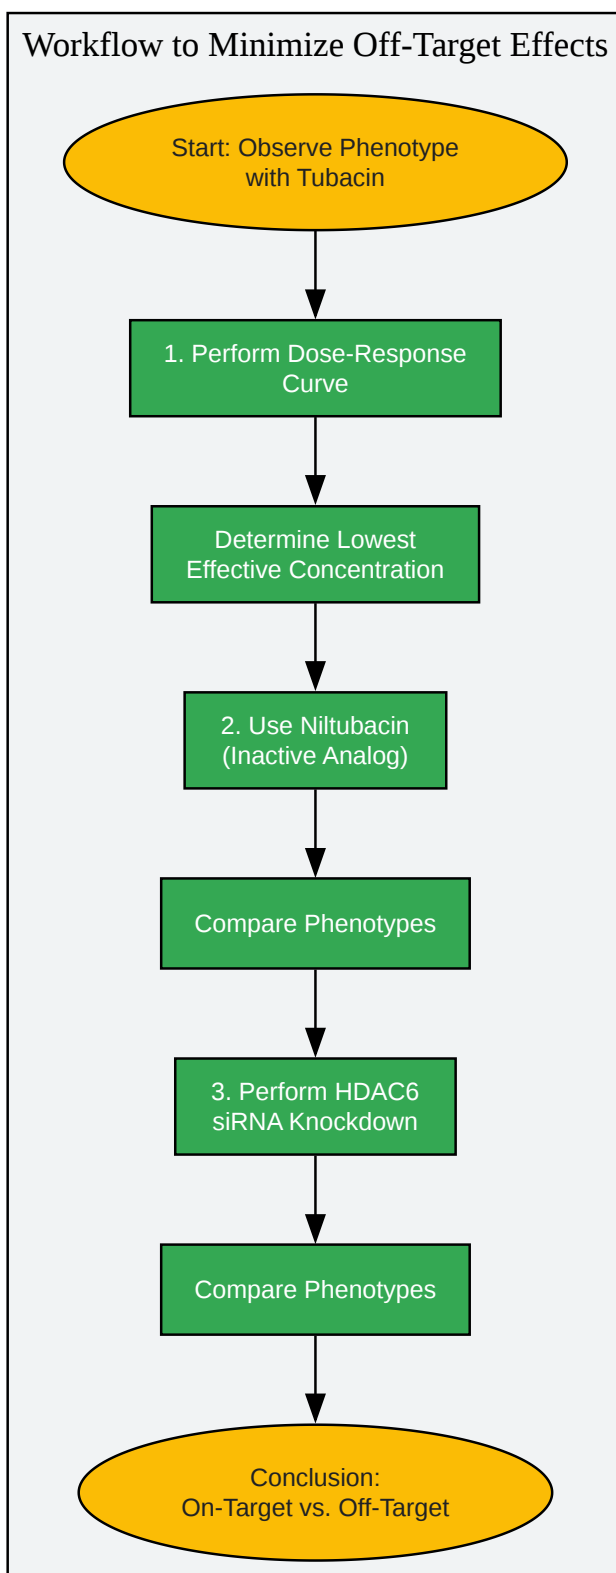 Workflow to Minimize Off-Target Effects
Start: Observe Phenotype
with Tubacin
1. Perform Dose-Response
Curve
Determine Lowest
Effective Concentration
2. Use Niltubacin
(Inactive Analog)
Compare Phenotypes
3. Perform HDAC6
siRNA Knockdown
Compare Phenotypes
Conclusion:
On-Target vs. Off-Target